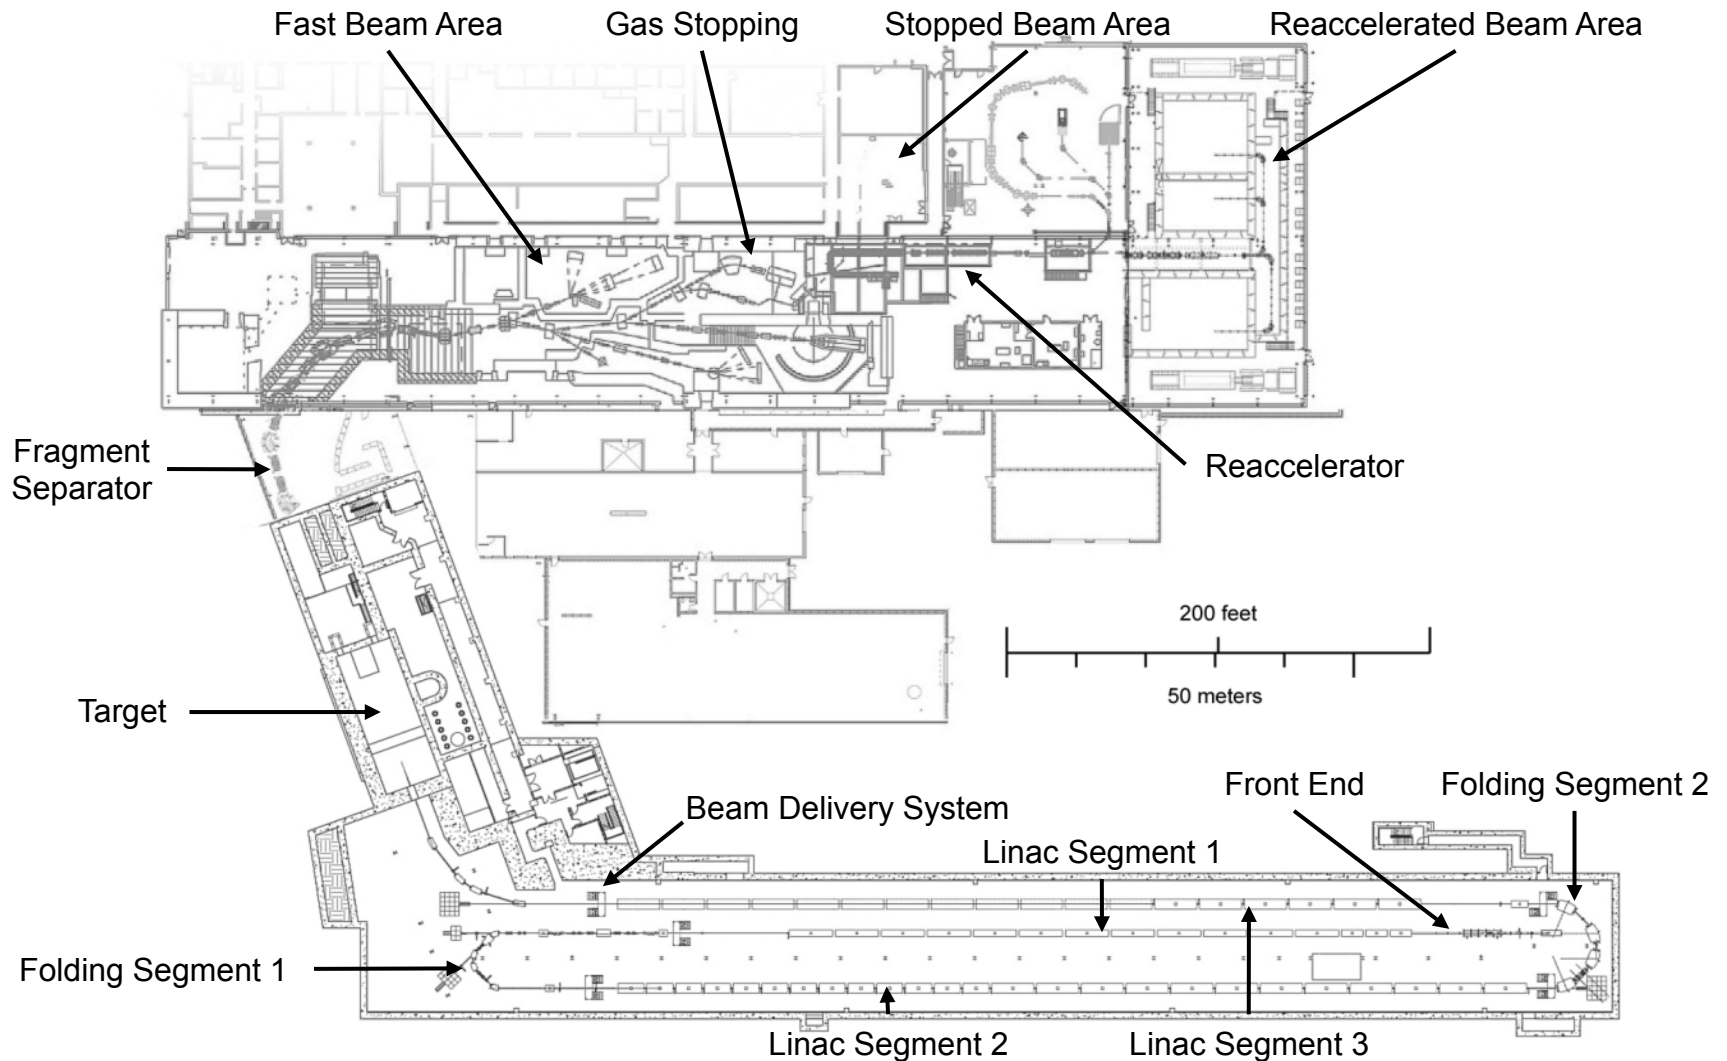 Fast Beam Area
Gas Stopping
Stopped Beam Area
Reaccelerated Beam Area
Fragment
Separator
Reaccelerator
200 feet
50 meters
Target
Front End
Folding Segment 2
Beam Delivery System
Linac Segment 1
Folding Segment 1
Linac Segment 2
Linac Segment 3